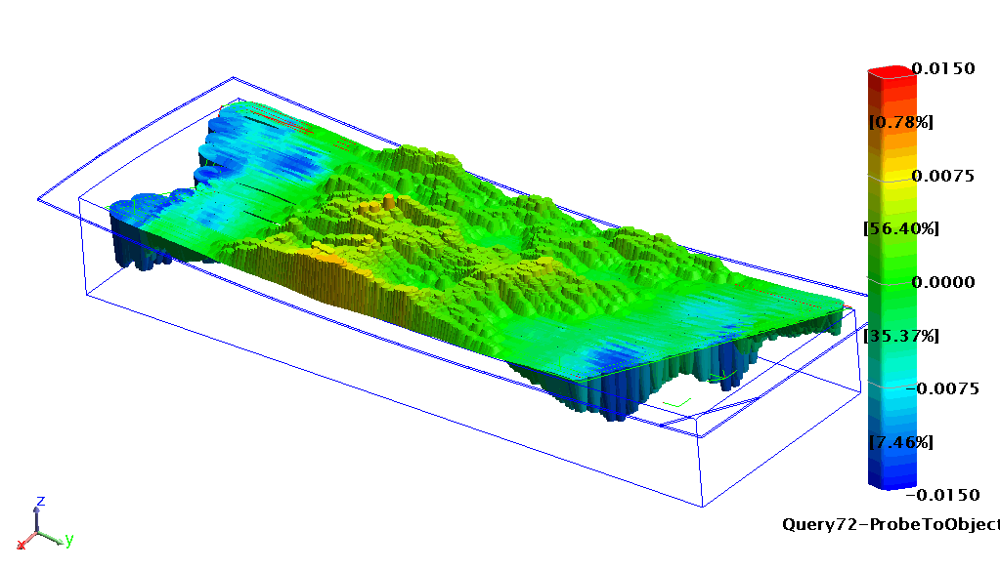 0.0150
[0.78%]
0.0075
[56.40%]
0.0000
[35.37%]
-0.0075
[7.46%]
-0.0150
Query72-ProbeToObject
z
y
x